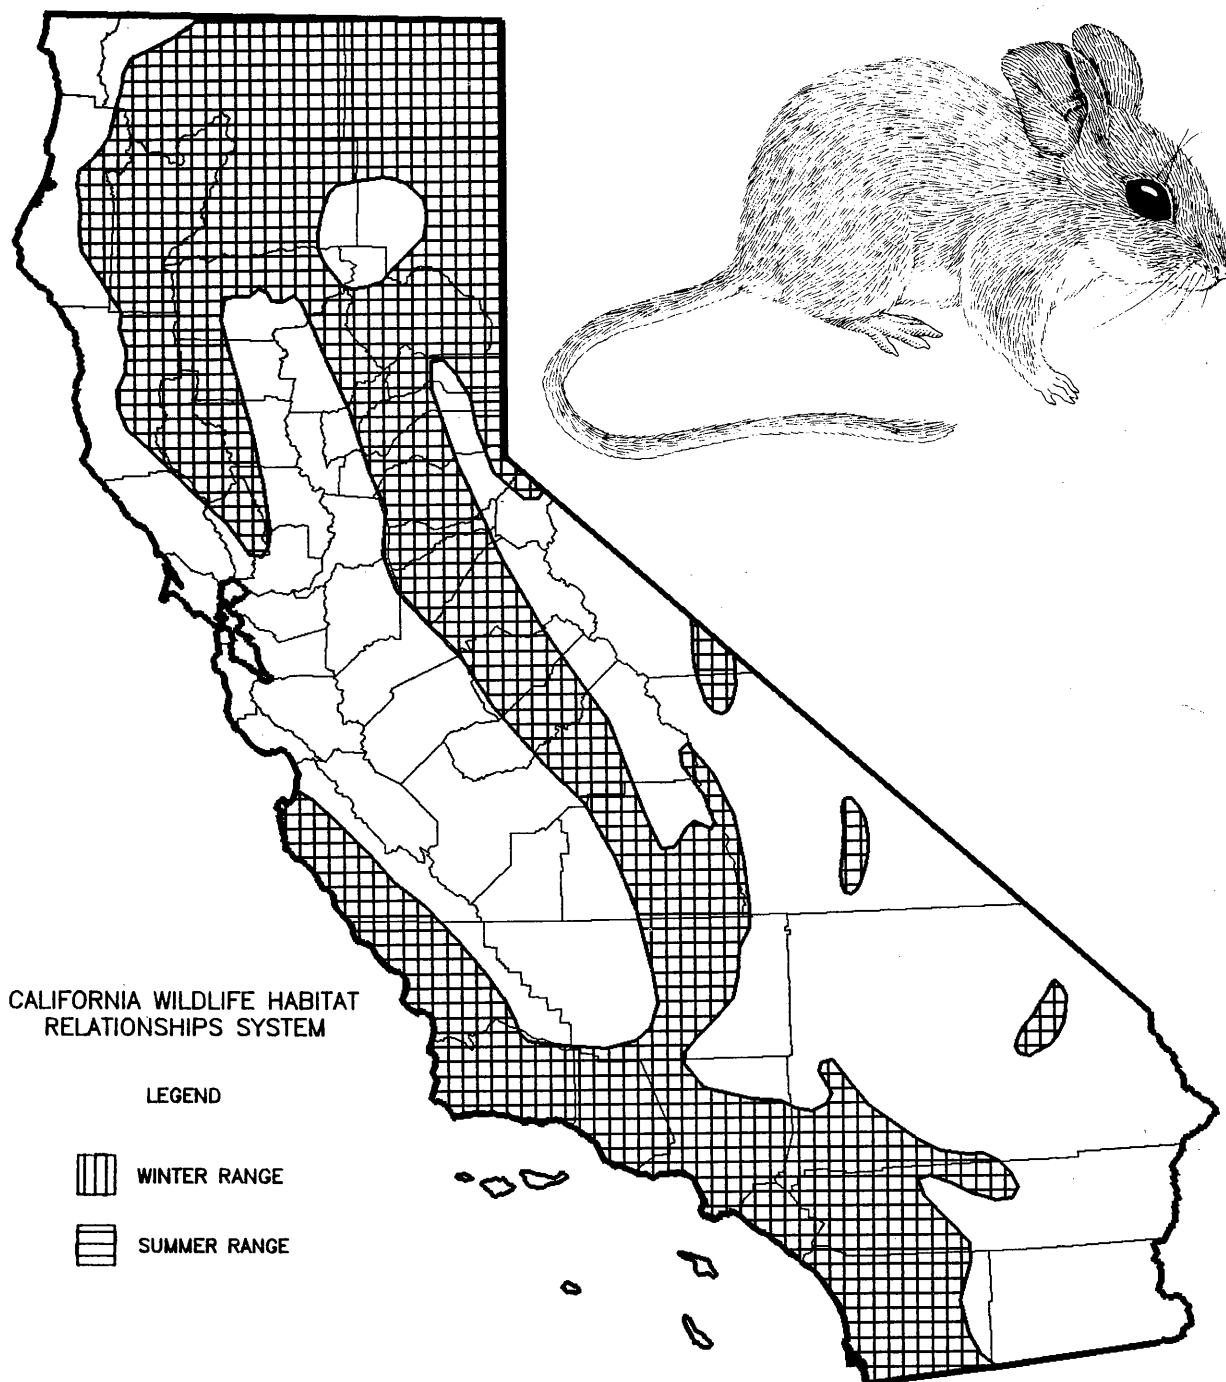 CALIFORNIA WILDLIFE HABITAT
RELATIONSHIPS SYSTEM
LEGEND
WINTER RANGE
SUMMER RANGE